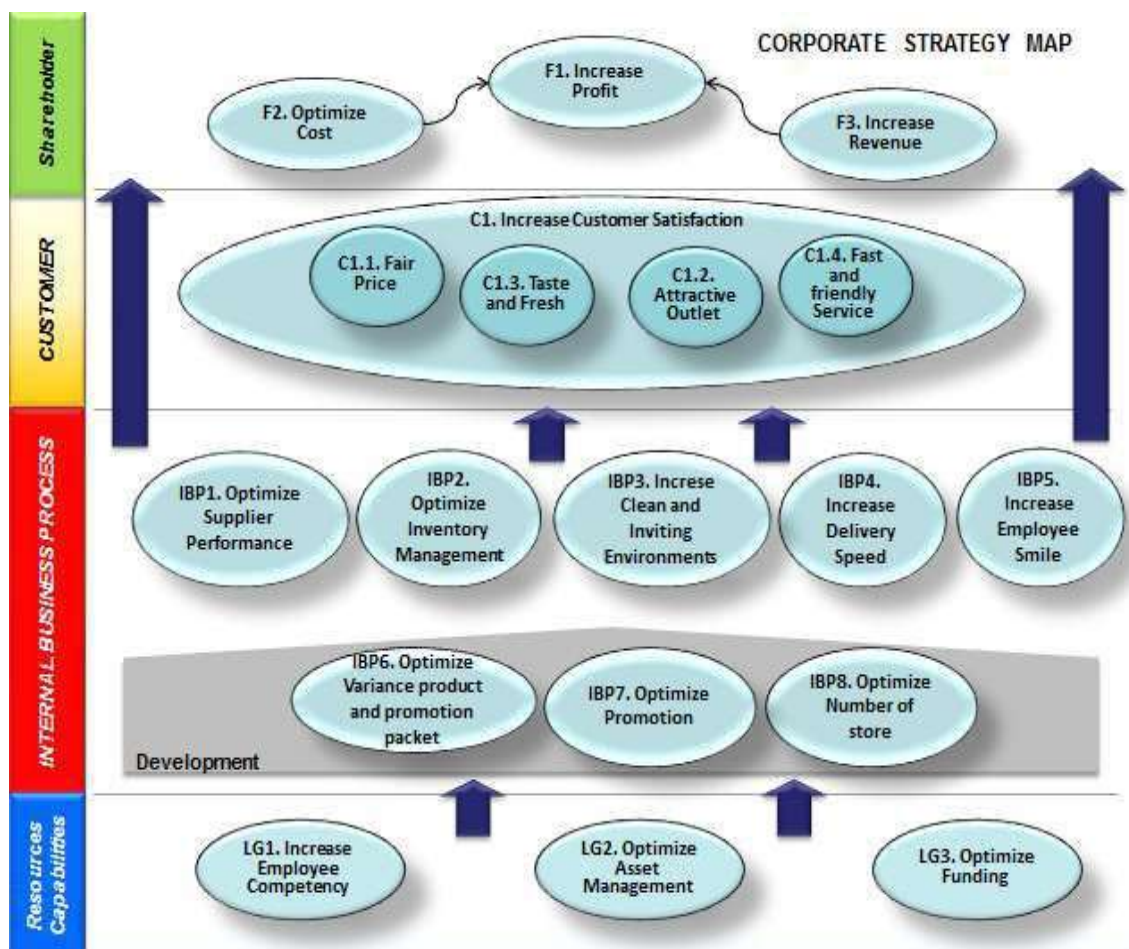 CORPORATE STRATEGY MAP
Shareholder
F1. Increase
Profit
F2. Optimize
Cost
F3. Increase
Revenue
CUSTOMER
C1. Increase Customer Satisfaction
C1.1. Fair
Price
C1.3. Taste
and Fresh
C1.2.
Attractive
Outlet
C1.4. Fast
and
friendly
Service
INTERNAL BUSINESS PROCESS
IBP1. Optimize
Supplier
Performance
IBP2.
Optimize
Inventory
Management
IBP3. Increse
Clean and
Inviting
Environments
IBP4.
Increase
Delivery
Speed
IBP5.
Increase
Employee
Smile
IBP6. Optimize
Variance product
and promotion
packet
IBP7. Optimize
Promotion
IBP8. Optimize
Number of
store
Development
Resources
Capabilities
LG1. Increase
Employee
Competency
LG2. Optimize
Asset
Management
LG3. Optimize
Funding